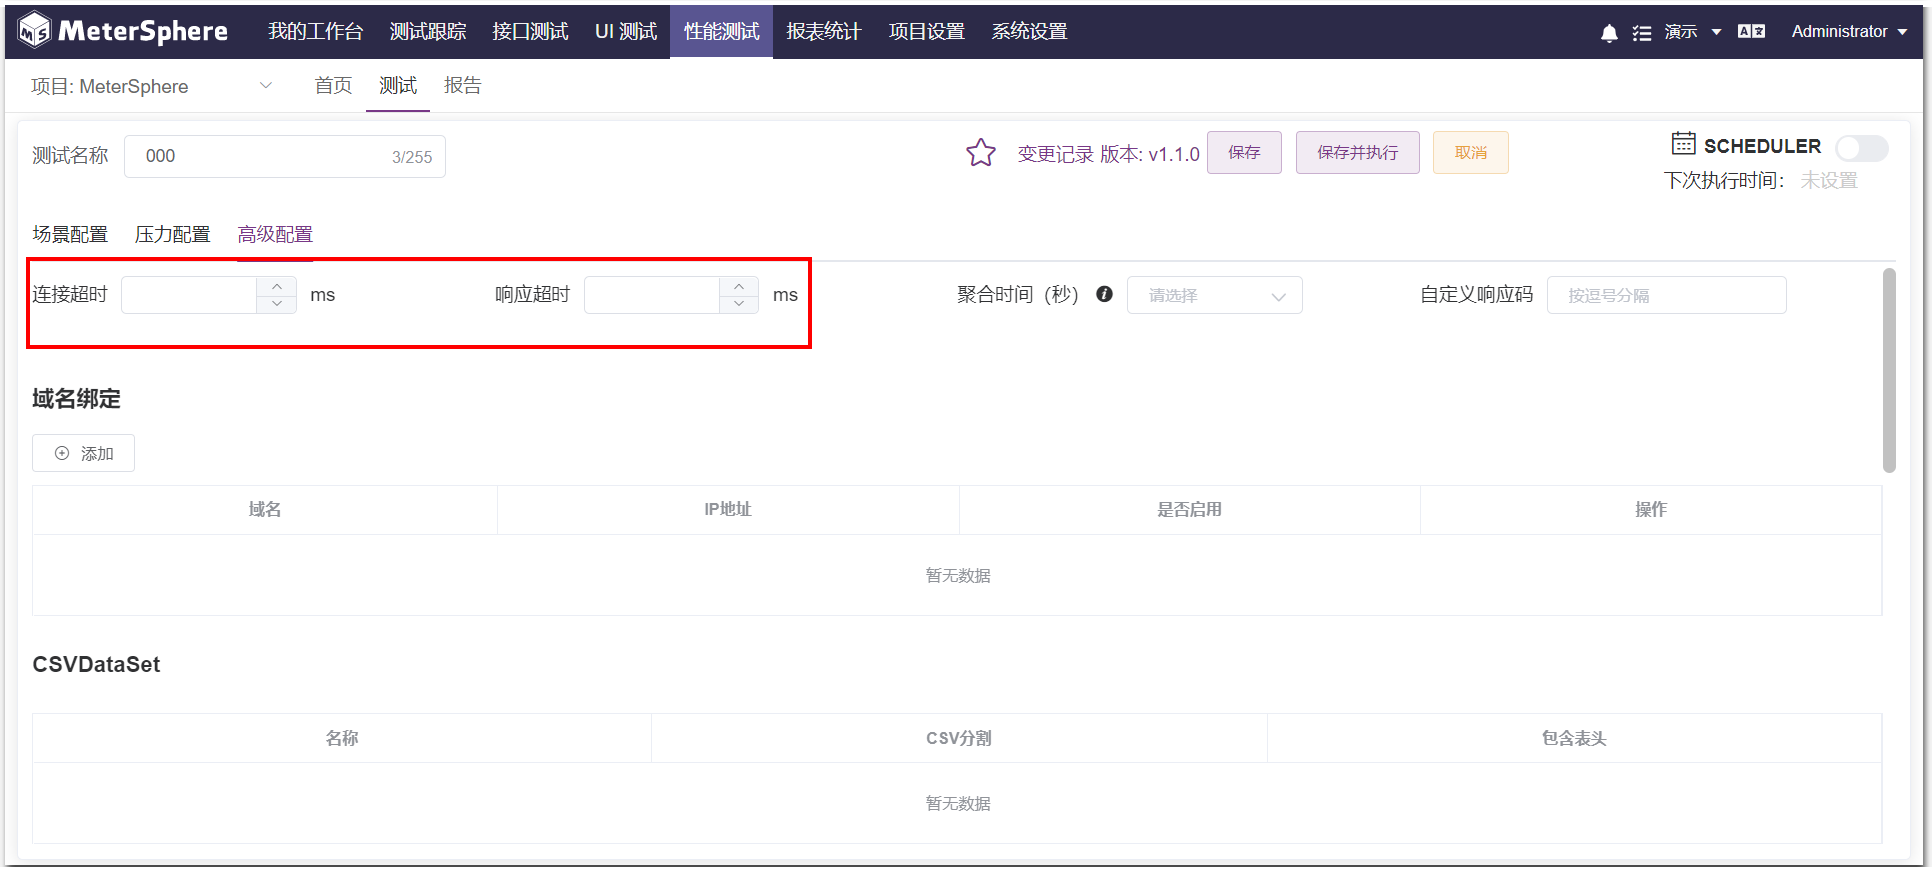 MeterSphere 我的工作台 测试跟踪 接口测试 UI 测试 性能测试 报表统计 项目设置 系统设置 演示 Administrator
项目: MeterSphere 首页 测试 报告
测试名称 000 3/255 变更记录 版本: v1.1.0 保存 保存并执行 取消 SCHEDULER
下次执行时间: 未设置
场景配置 压力配置 高级配置
连接超时 ms 响应超时 ms 聚合时间 (秒) 请选择 自定义响应码 按逗号分隔
域名绑定
添加
域名 IP地址 是否启用 操作
暂无数据
CSVDataSet
名称 CSV分割 包含表头
暂无数据